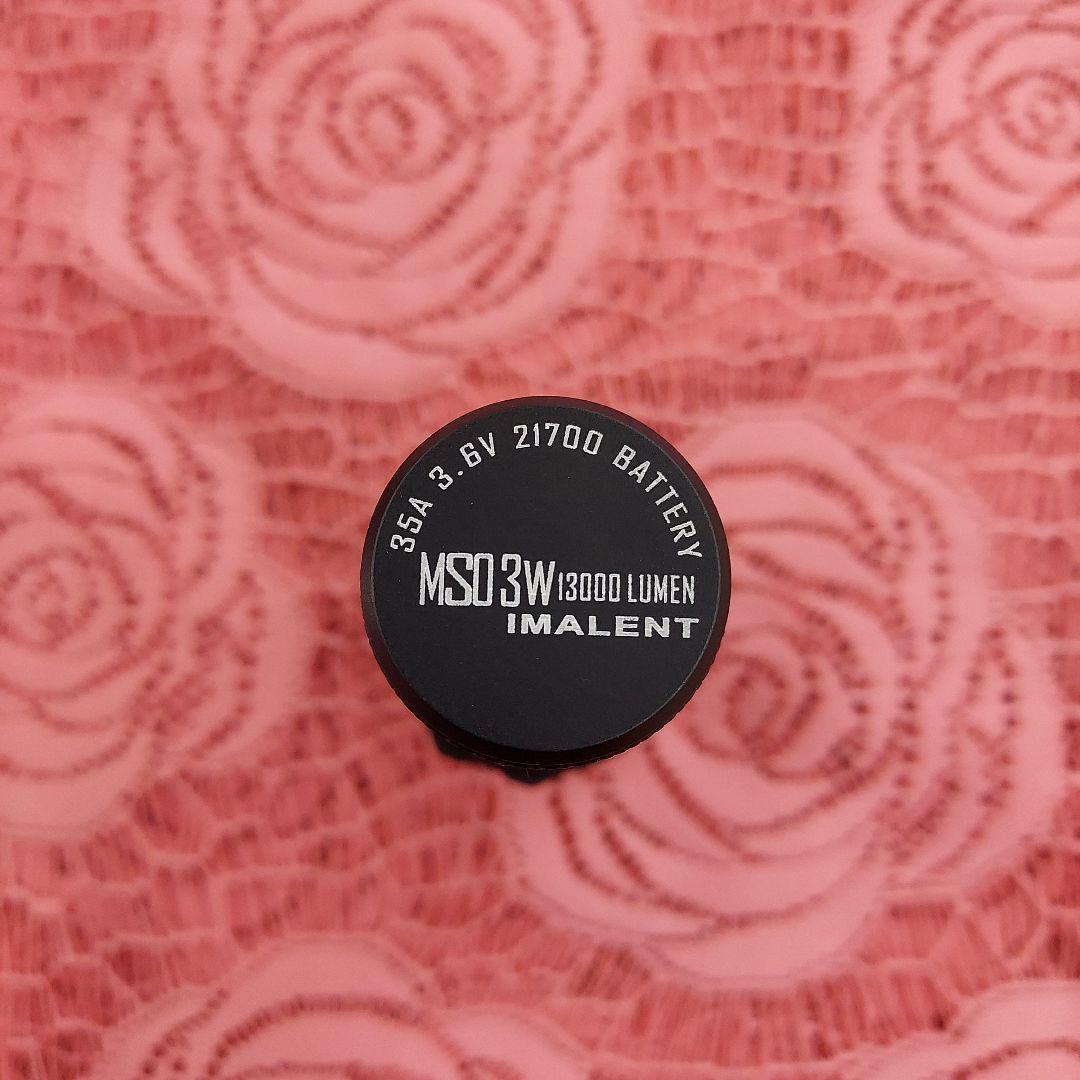 35A 3.6V 21700 BATTERY
MS03W 13000 LUMEN
IMALENT